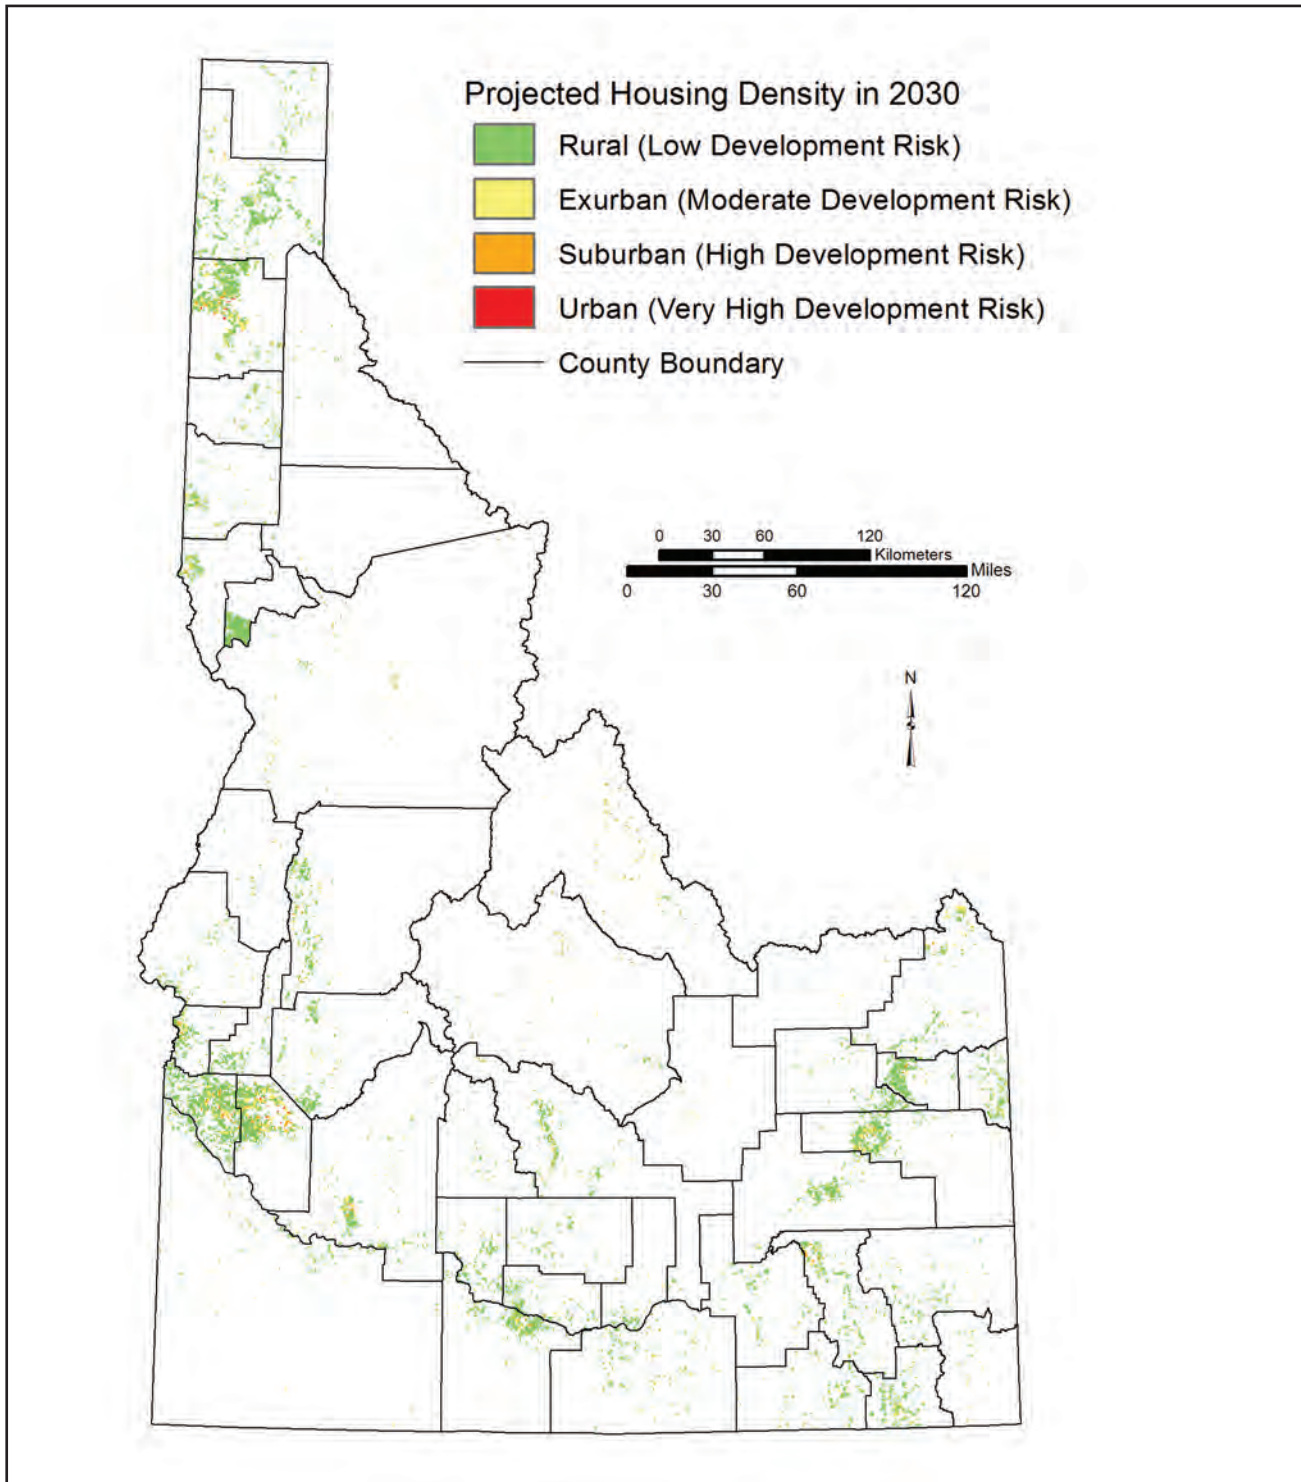 Projected Housing Density in 2030
Rural (Low Development Risk)
Exurban (Moderate Development Risk)
Suburban (High Development Risk)
Urban (Very High Development Risk)
County Boundary
0 30 60 120
Kilometers
Miles
0 30 60 120
N